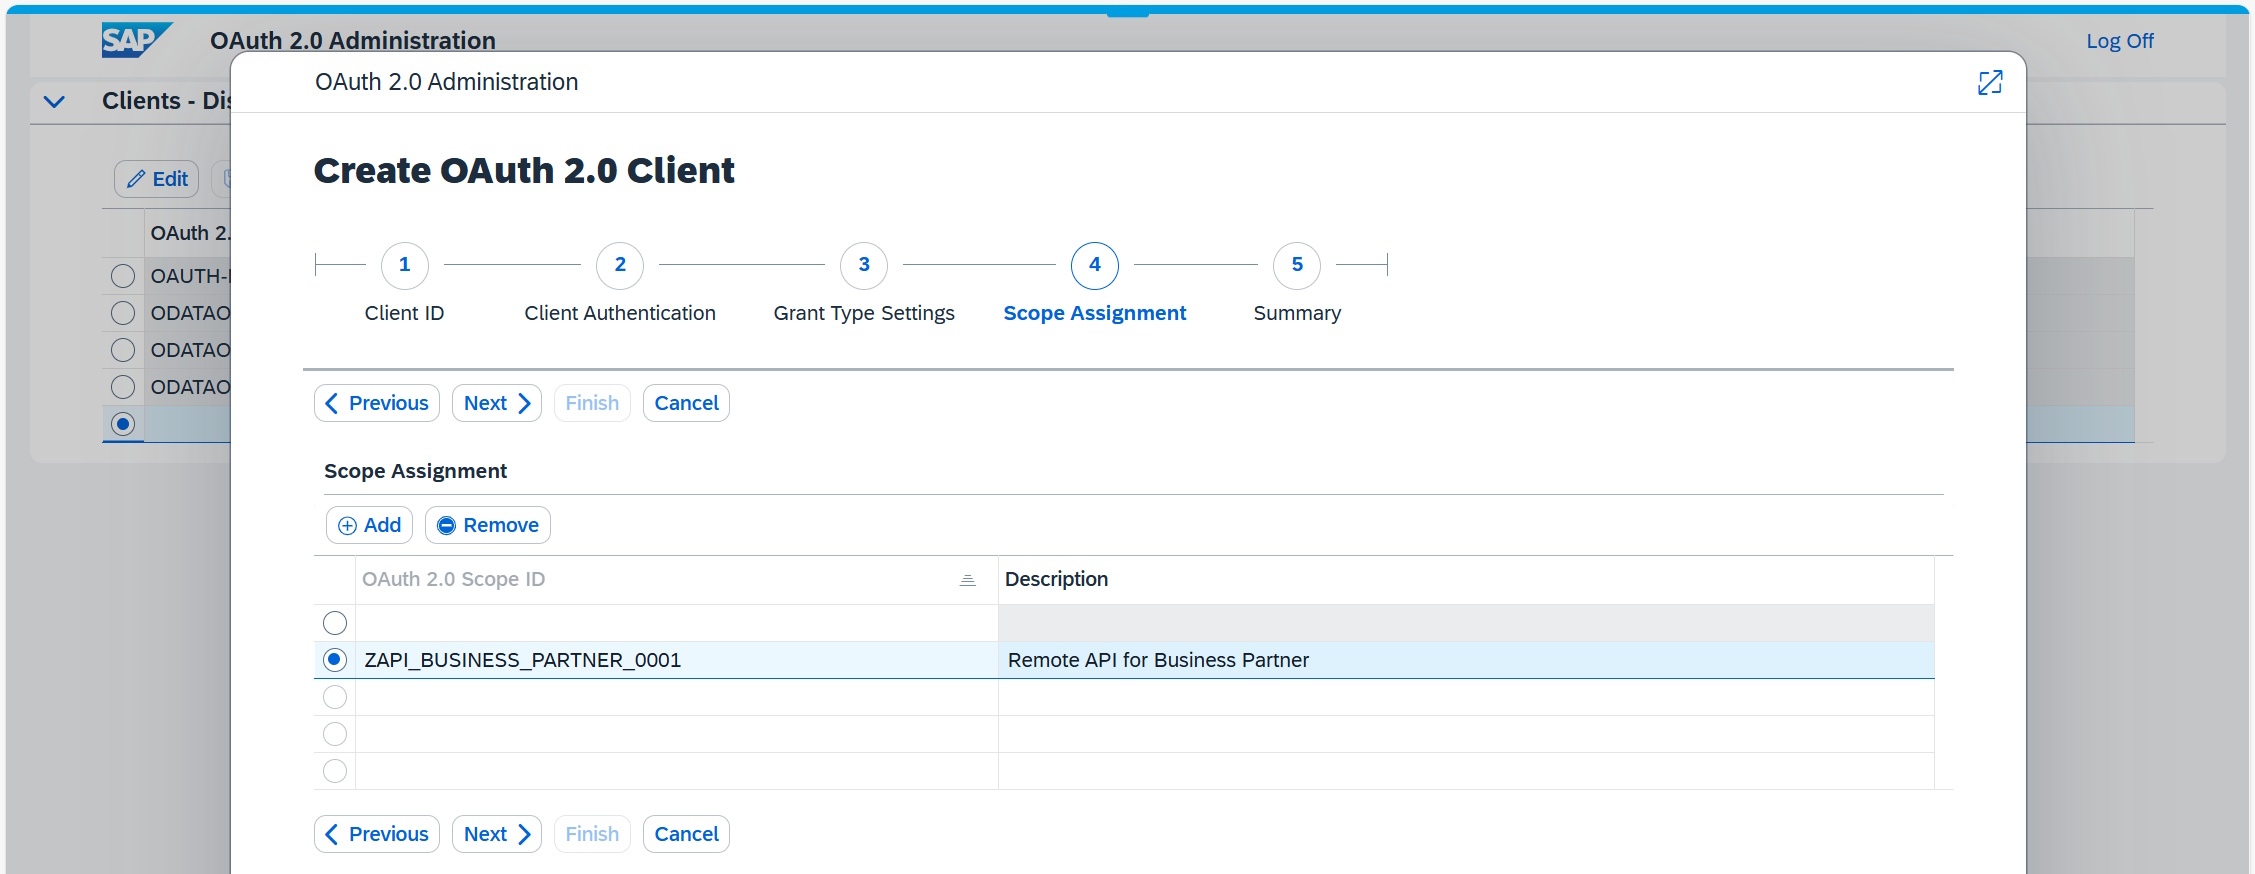 SAP
OAuth 2.0 Administration
Log Off
Clients - Dis
Edit
OAuth 2.
OAUTH-
ODATAO
ODATAO
ODATAO
OAuth 2.0 Administration
Create OAuth 2.0 Client
1 2 3 4 5
Client ID Client Authentication Grant Type Settings Scope Assignment Summary
Previous Next Finish Cancel
Scope Assignment
Add Remove
OAuth 2.0 Scope ID Description
ZAPI_BUSINESS_PARTNER_0001 Remote API for Business Partner
Previous Next Finish Cancel